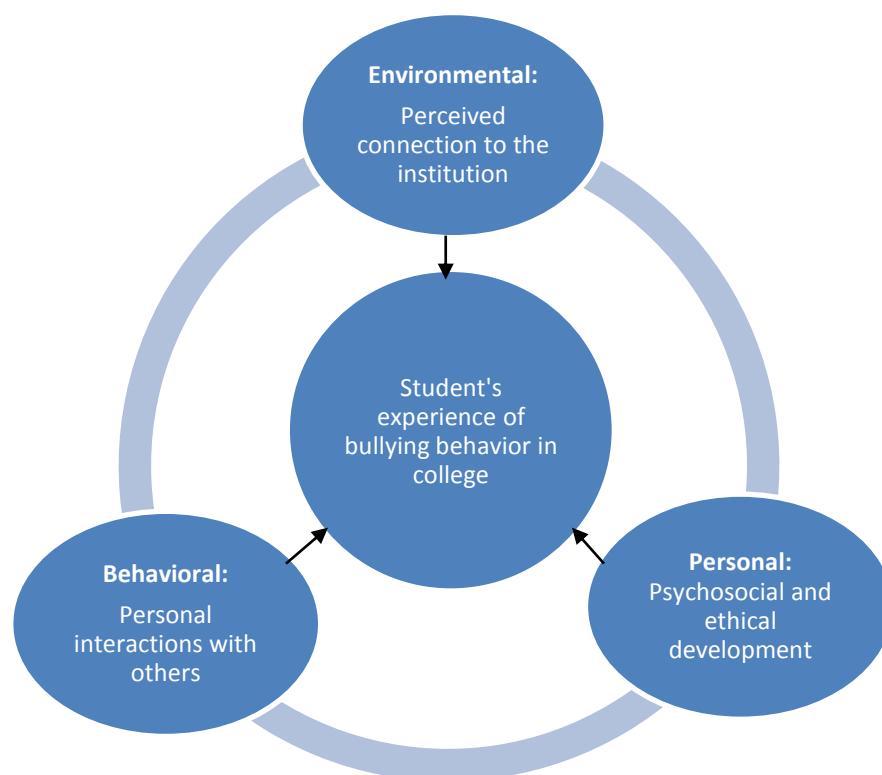 Environmental:
Perceived
connection to the
institution
Student's
experience of
bullying behavior in
college
Behavioral:
Personal
interactions with
others
Personal:
Psychosocial and
ethical
development